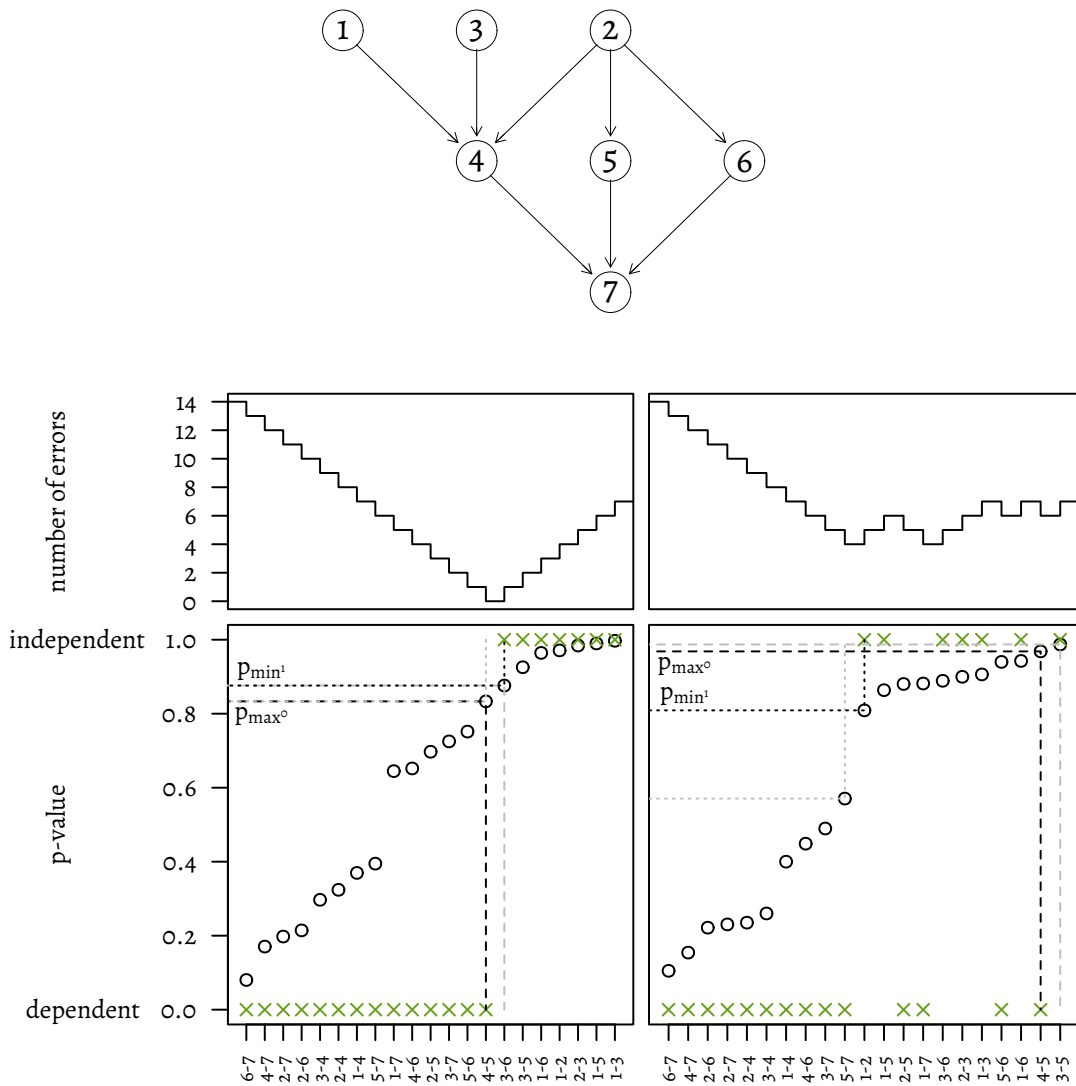 1 3 2
4 5 6
7
number of errors
14
12
10
8
6
4
2
0
independent
dependent
p-value
1.0
0.8
0.6
0.4
0.2
0.0
pmin¹
pmax⁰
pmax⁰
pmin¹
6-7 4-7 2-7 2-6 3-4 2-4 1-4 5-7 1-7 4-6 2-5 3-7 5-6 4-5 3-6 3-5 1-6 1-2 2-3 1-5 1-3
6-7 4-7 2-6 2-7 2-4 3-4 1-4 4-6 3-7 5-7 1-2 1-5 2-5 1-7 3-6 2-3 1-3 5-6 1-6 4-5 3-5